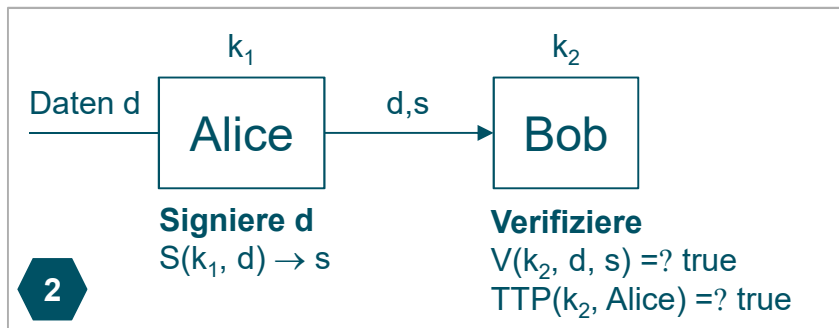 k₁ k₂
Daten d Alice d,s Bob
Signiere d Verifiziere
S(k₁, d) → s V(k₂, d, s) =? true
2 TTP(k₂, Alice) =? true